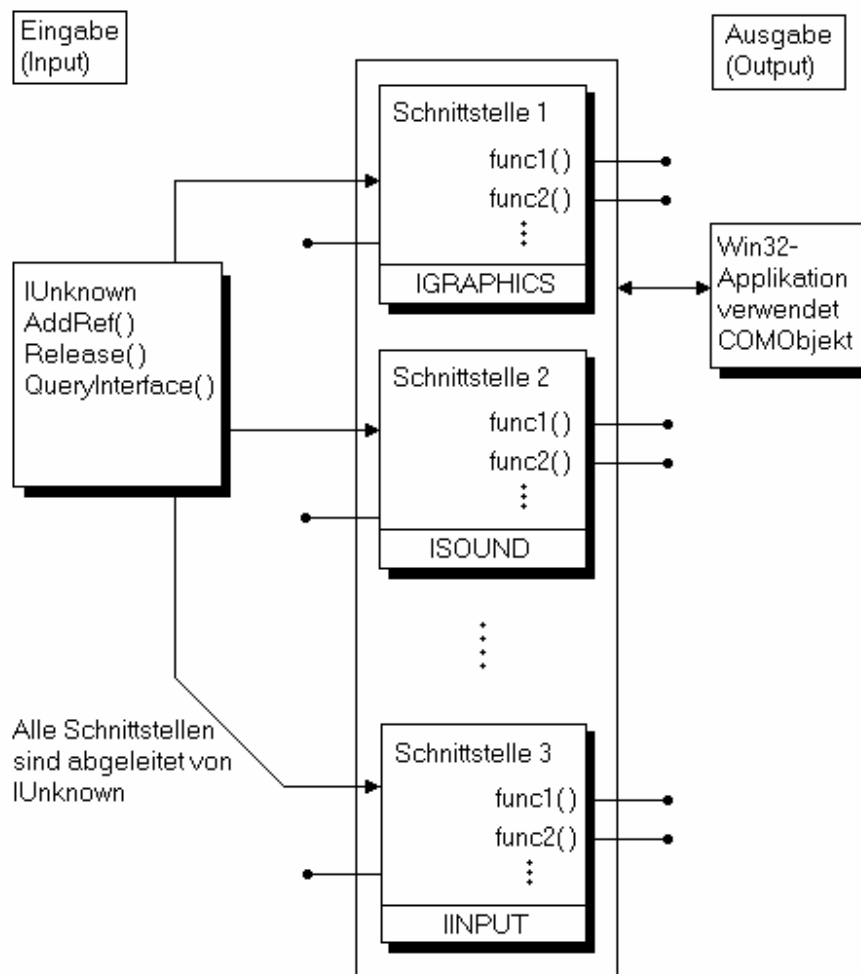 Eingabe
(Input)
Ausgabe
(Output)
Schnittstelle 1
func1()
func2()
IGRAPHICS
IUnknown
AddRef()
Release()
QueryInterface()
Win32-
Applikation
verwendet
COMObjekt
Schnittstelle 2
func1()
func2()
ISOUND
Alle Schnittstellen
sind abgeleitet von
IUnknown
Schnittstelle 3
func1()
func2()
IINPUT